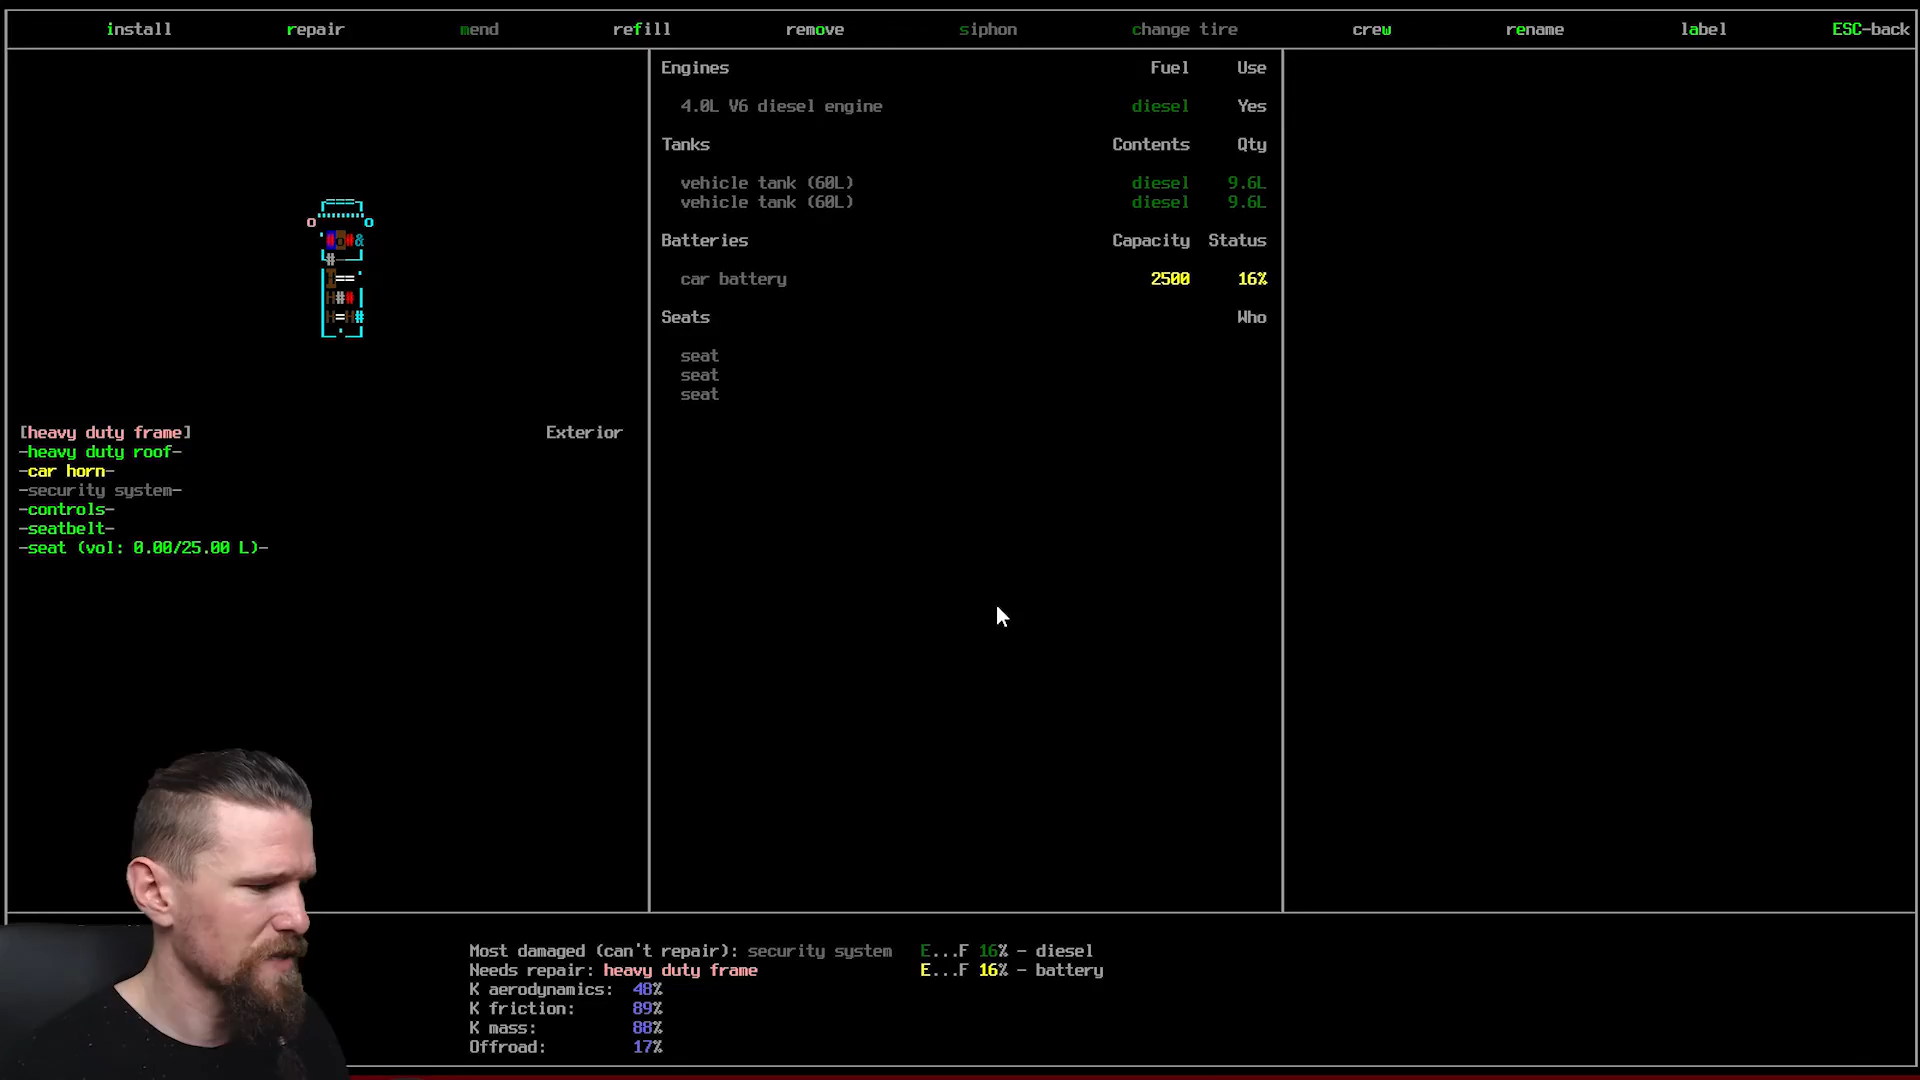 install repair mend refill remove siphon change tire crew rename label ESC-back
Engines Fuel Use
4.0L V6 diesel engine diesel Yes
Tanks Contents Qty
vehicle tank (60L) diesel 9.6L
vehicle tank (60L) diesel 9.6L
Batteries Capacity Status
car battery 2500 16%
Seats Who
seat
seat
seat
[heavy duty frame] Exterior
-heavy duty roof-
-car horn-
-security system-
-controls-
-seatbelt-
-seat (vol: 0.00/25.00 L)-
Most damaged (can't repair): security system E...F 16% - diesel
Needs repair: heavy duty frame E...F 16% - battery
K aerodynamics: 48%
K friction: 89%
K mass: 88%
Offroad: 17%